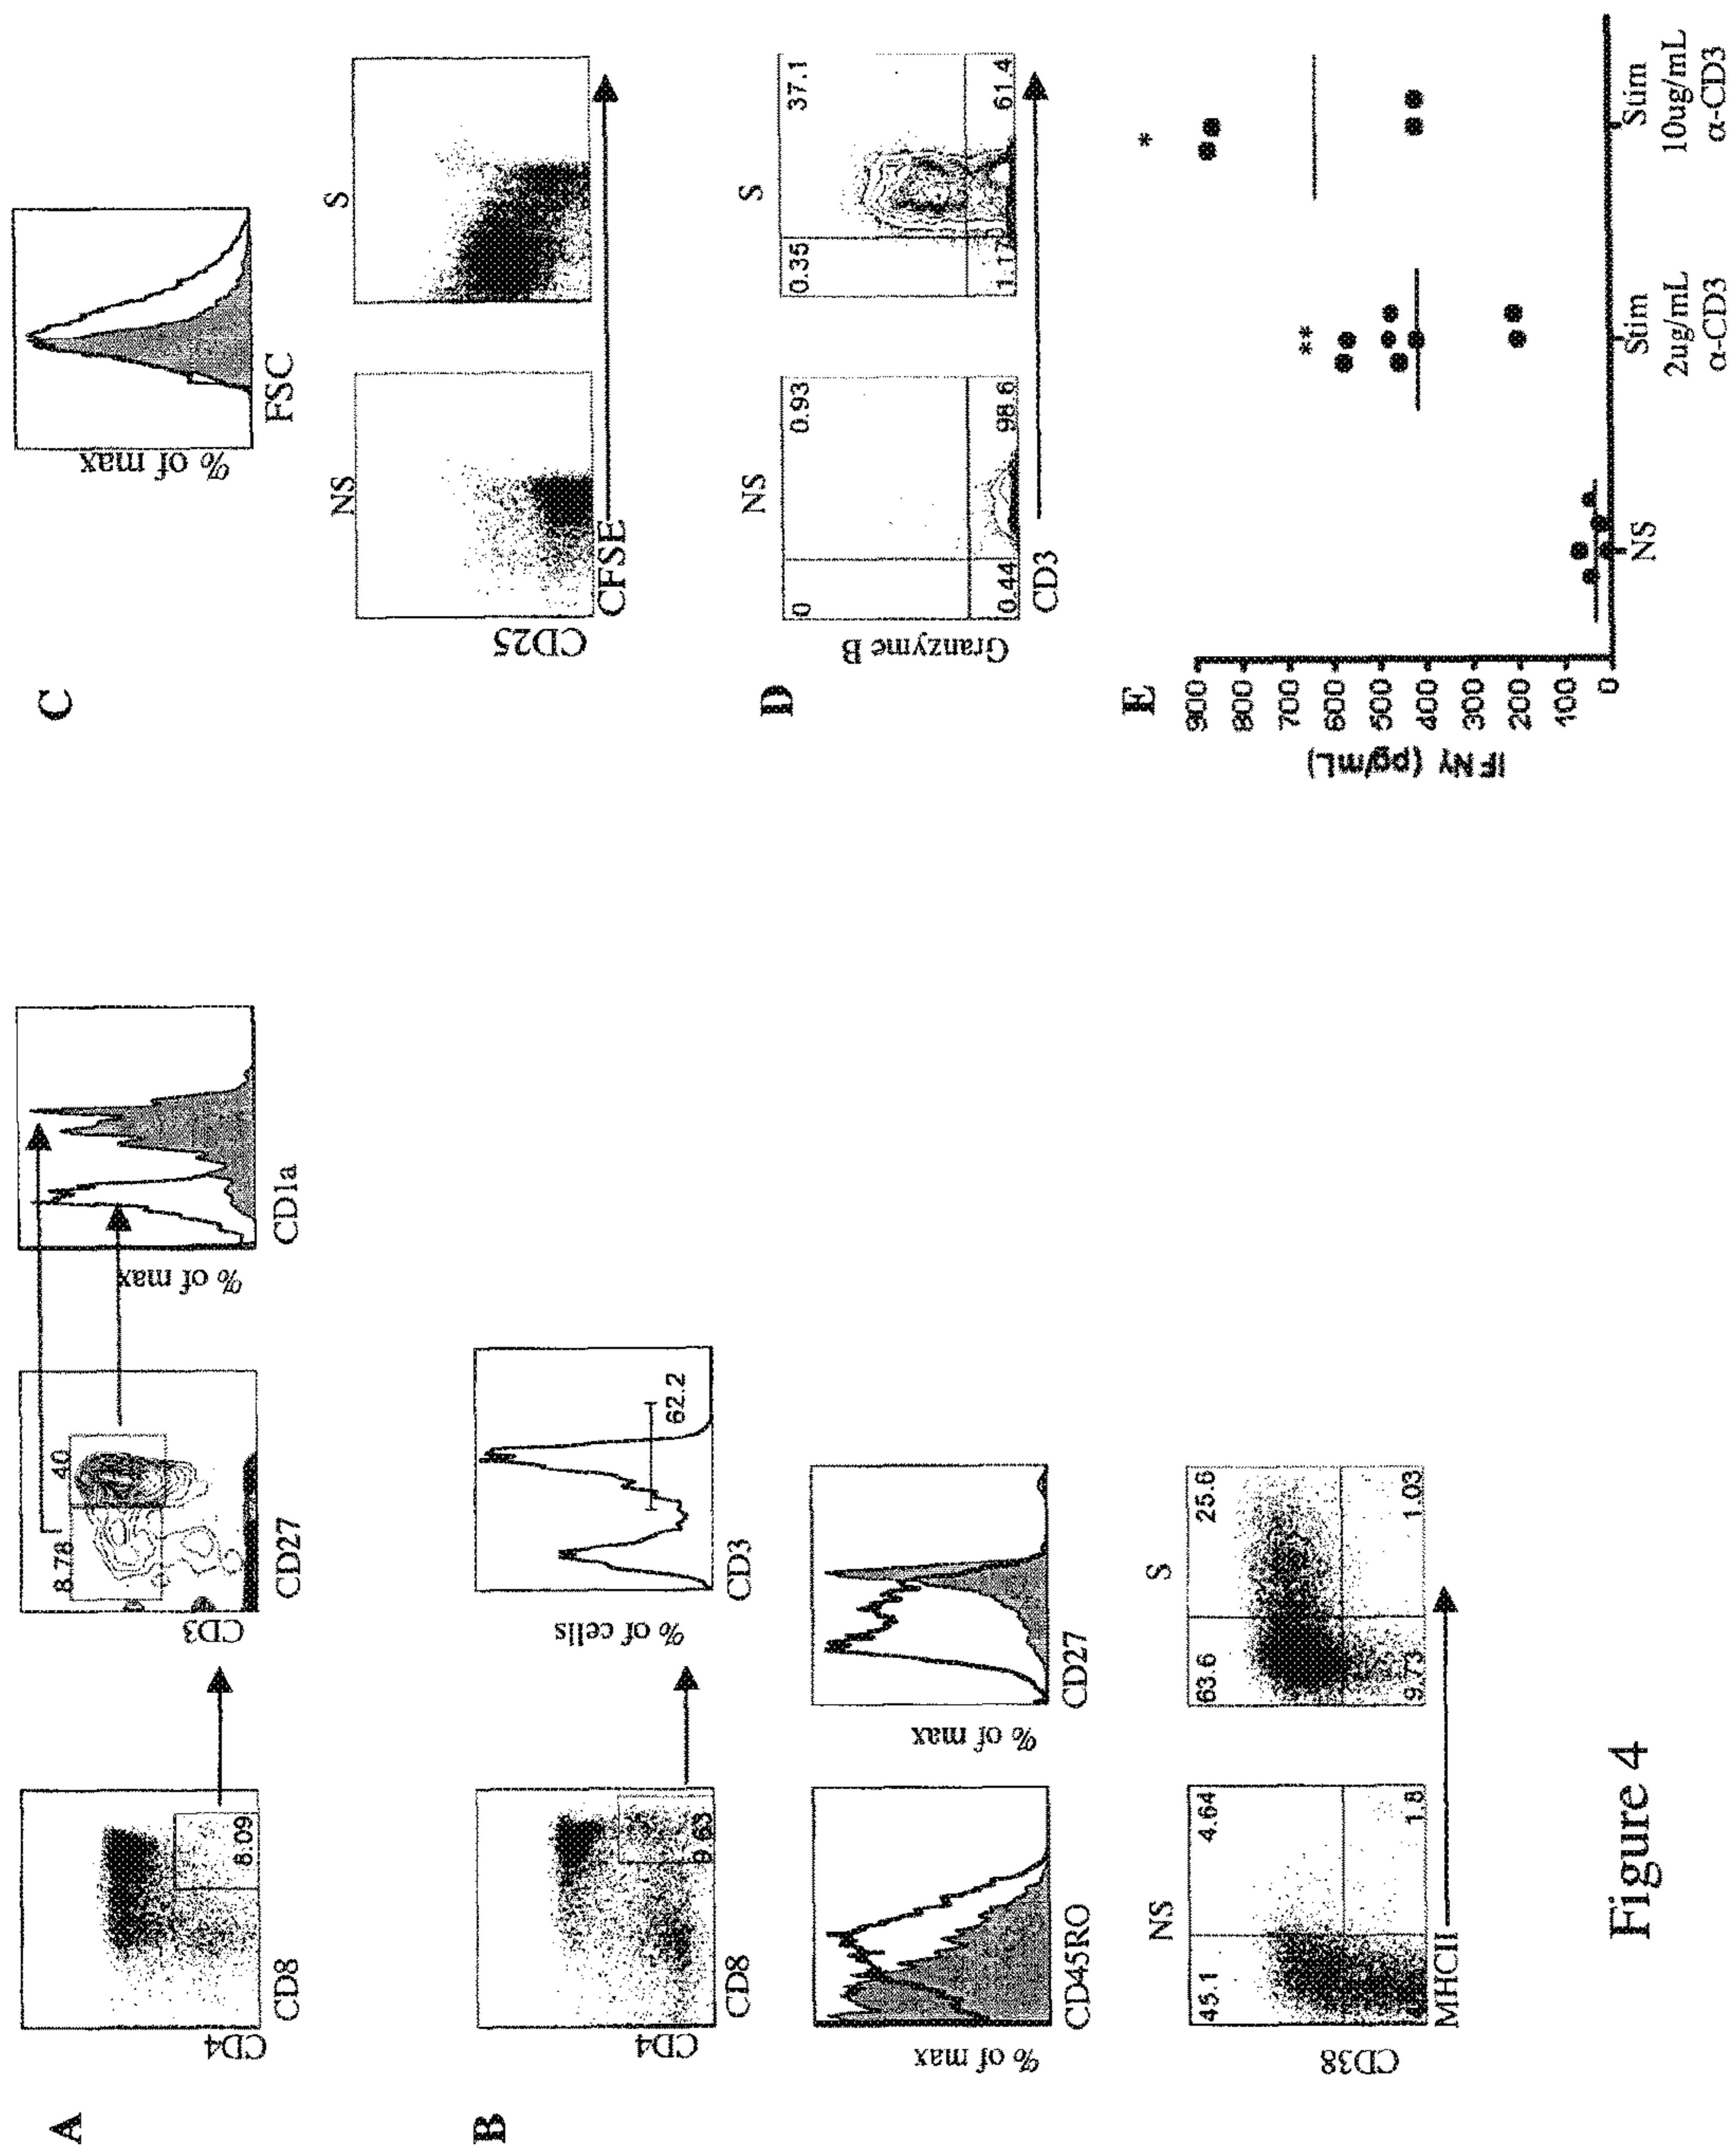 A
CD4
8.09
CD8
CD3
8.78
40
CD27
% of max
CD1a
B
CD4
9.63
CD8
% of cells
62.2
CD3
% of max
CD45RO
% of max
CD27
NS
S
CD38
45.1
4.64
1.8
63.6
25.6
9.73
1.03
MHCII
C
% of max
FSC
NS
S
CD25
CFSE
D
NS
S
Granzyme B
0
0.93
0.44
98.6
0.35
37.1
1.17
61.4
CD3
E
IFNγ (pg/mL)
900
800
700
600
500
400
300
200
100
0
*
**
NS
Stim
2ug/mL
α-CD3
Stim
10ug/mL
α-CD3
Figure 4